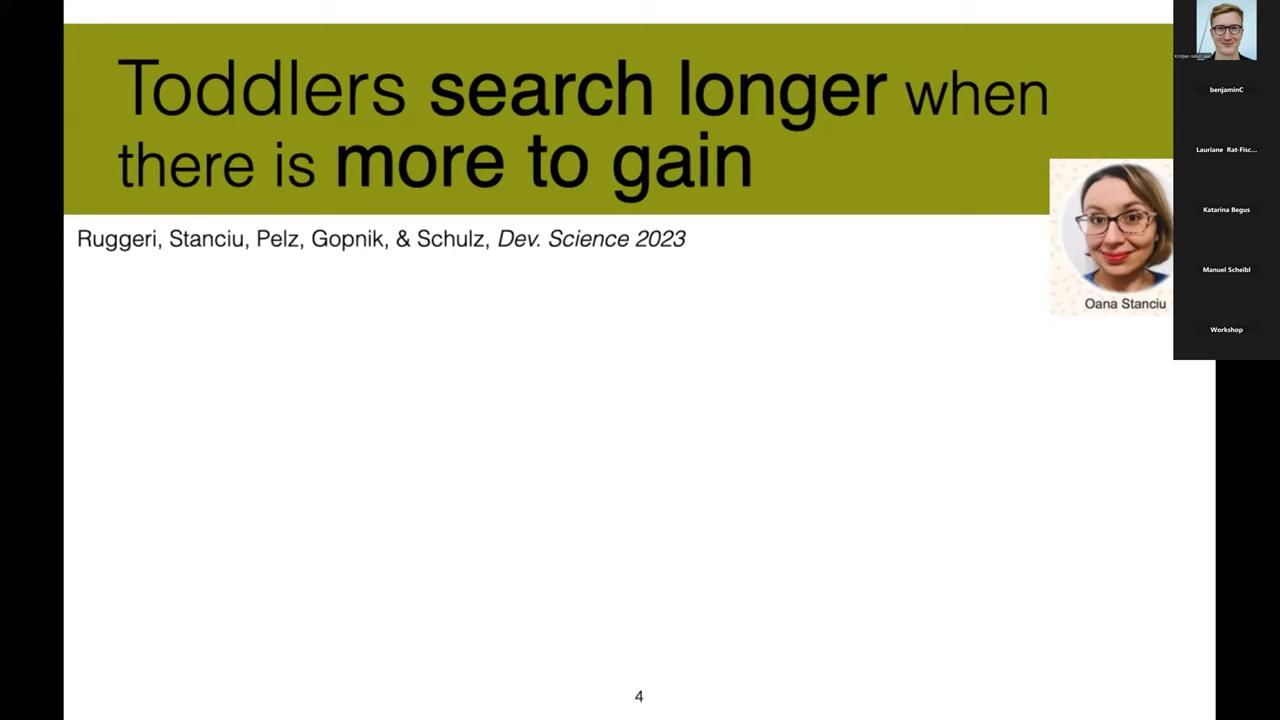 Toddlers search longer when
there is more to gain
Ruggeri, Stanciu, Pelz, Gopnik, & Schulz, Dev. Science 2023
Oana Stanciu
benjaminC
Lauriane Rat-Fisc...
Katarina Begus
Manuel Scheibl
Workshop
4